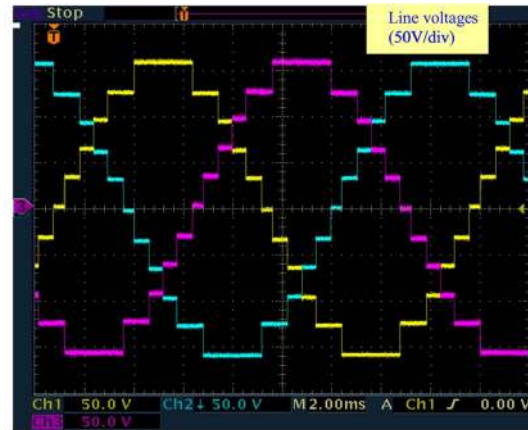 Stop
T
T
Line voltages
(50V/div)
3
Ch1 50.0 V Ch2 50.0 V M 2.00ms A Ch1 0.00 V
Ch3 50.0 V